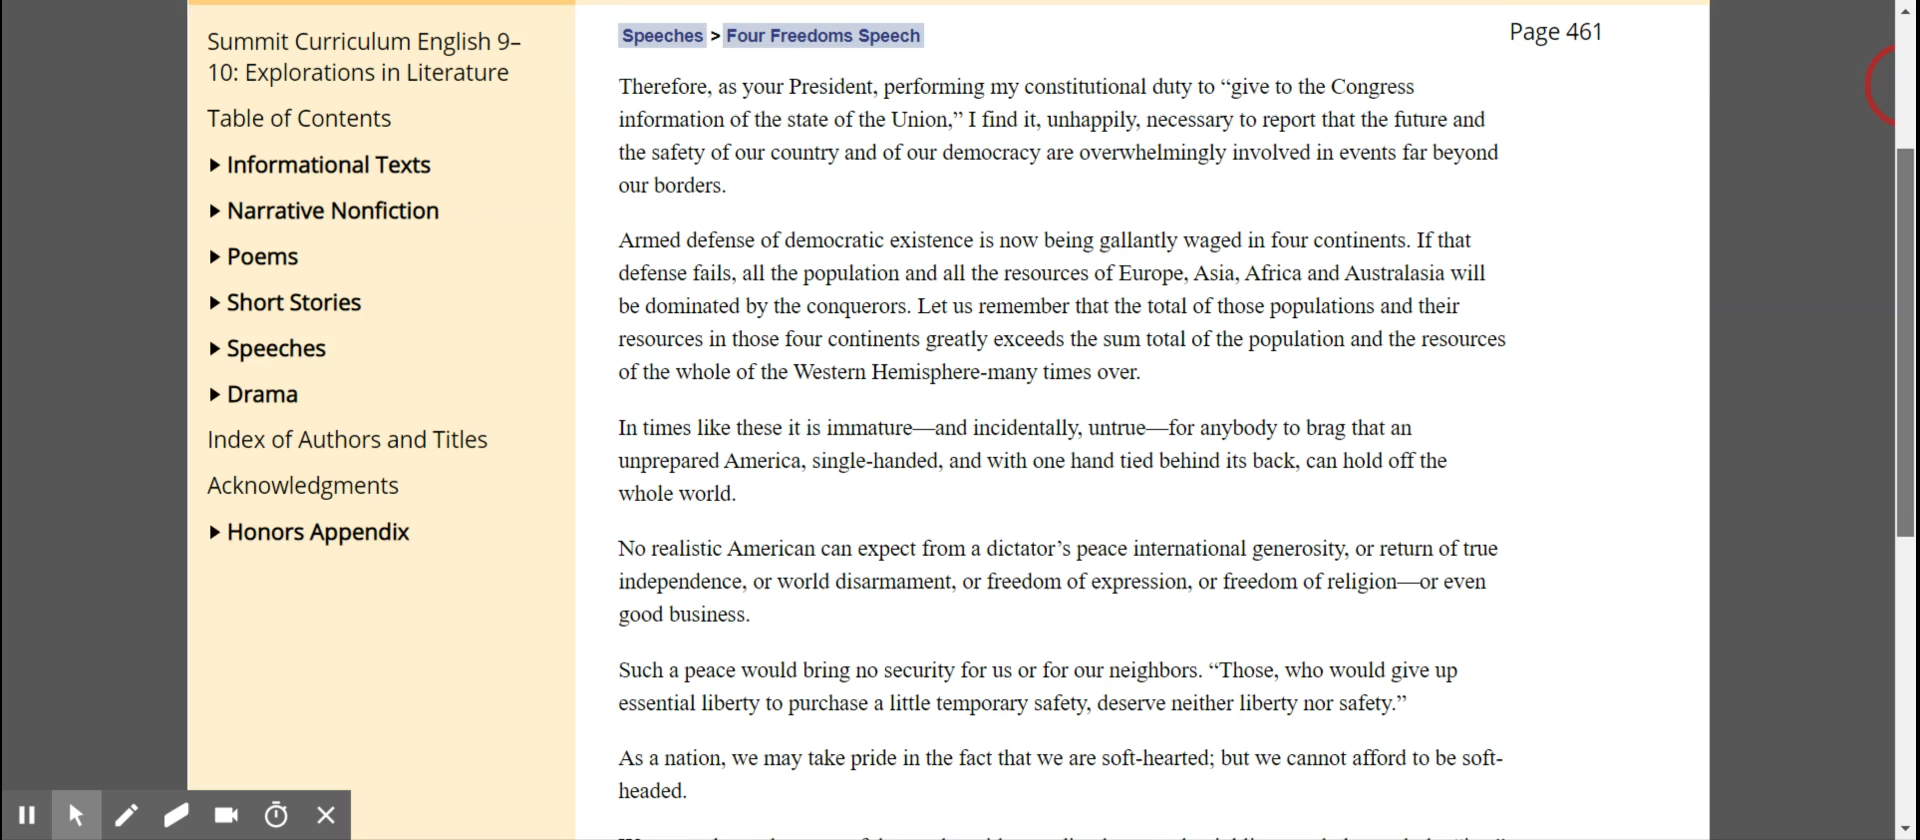 Summit Curriculum English 9–
10: Explorations in Literature
Table of Contents
Informational Texts
Narrative Nonfiction
Poems
Short Stories
Speeches
Drama
Index of Authors and Titles
Acknowledgments
Honors Appendix
Speeches > Four Freedoms Speech
Page 461
Therefore, as your President, performing my constitutional duty to “give to the Congress
information of the state of the Union,” I find it, unhappily, necessary to report that the future and
the safety of our country and of our democracy are overwhelmingly involved in events far beyond
our borders.
Armed defense of democratic existence is now being gallantly waged in four continents. If that
defense fails, all the population and all the resources of Europe, Asia, Africa and Australasia will
be dominated by the conquerors. Let us remember that the total of those populations and their
resources in those four continents greatly exceeds the sum total of the population and the resources
of the whole of the Western Hemisphere-many times over.
In times like these it is immature—and incidentally, untrue—for anybody to brag that an
unprepared America, single-handed, and with one hand tied behind its back, can hold off the
whole world.
No realistic American can expect from a dictator’s peace international generosity, or return of true
independence, or world disarmament, or freedom of expression, or freedom of religion—or even
good business.
Such a peace would bring no security for us or for our neighbors. “Those, who would give up
essential liberty to purchase a little temporary safety, deserve neither liberty nor safety.”
As a nation, we may take pride in the fact that we are soft-hearted; but we cannot afford to be soft-
headed.